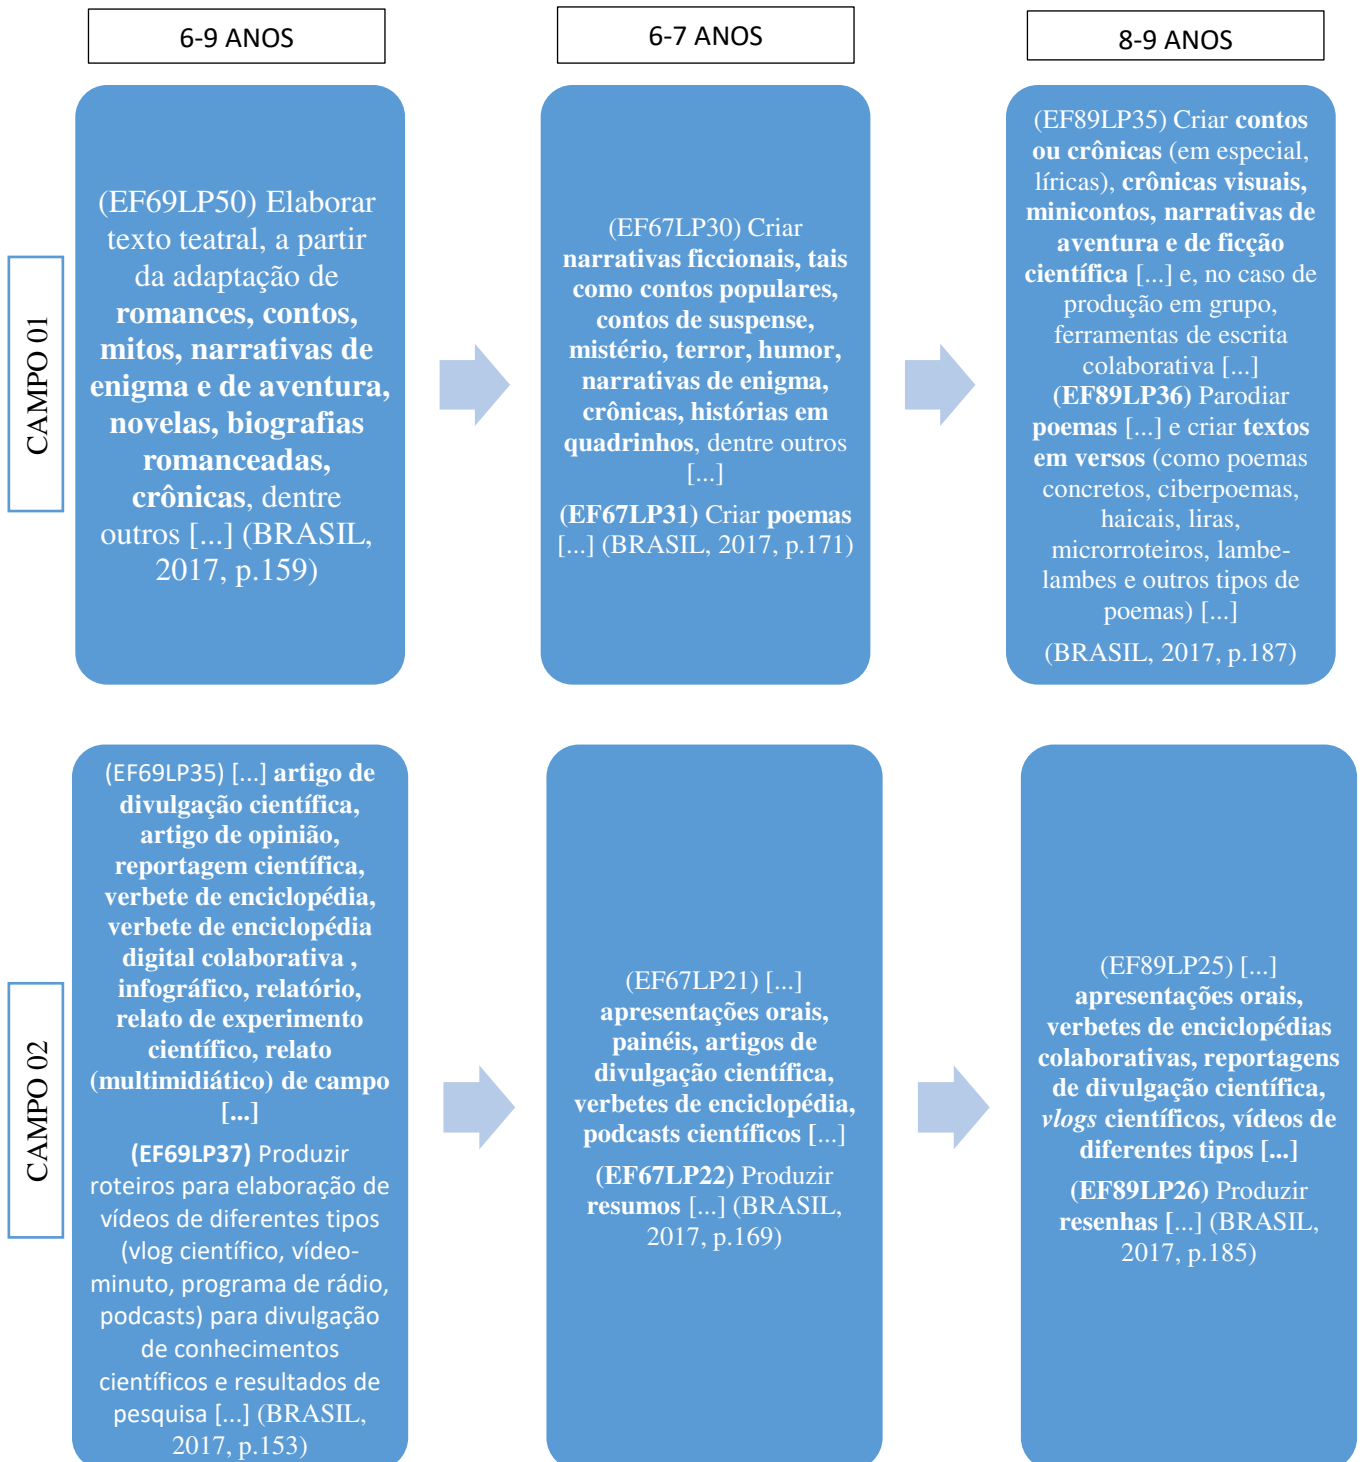 6-9 ANOS
6-7 ANOS
8-9 ANOS
CAMPO 01
(EF69LP50) Elaborar
texto teatral, a partir
da adaptação de
romances, contos,
mitos, narrativas de
enigma e de aventura,
novelas, biografias
romanceadas,
crônicas, dentre
outros [...] (BRASIL,
2017, p.159)
(EF67LP30) Criar
narrativas ficcionais, tais
como contos populares,
contos de suspense,
mistério, terror, humor,
narrativas de enigma,
crônicas, histórias em
quadrinhos, dentre outros
[...]
(EF67LP31) Criar poemas
[...] (BRASIL, 2017, p.171)
(EF89LP35) Criar contos
ou crônicas (em especial,
líricas), crônicas visuais,
minicontos, narrativas de
aventura e de ficção
científica [...] e, no caso de
produção em grupo,
ferramentas de escrita
colaborativa [...]
(EF89LP36) Parodiar
poemas [...] e criar textos
em versos (como poemas
concretos, ciberpoemas,
haicais, liras,
microrroteiros, lambe-
lambes e outros tipos de
poemas) [...]
(BRASIL, 2017, p.187)
CAMPO 02
(EF69LP35) [...] artigo de
divulgação científica,
artigo de opinião,
reportagem científica,
verbete de enciclopédia,
verbete de enciclopédia
digital colaborativa ,
infográfico, relatório,
relato de experimento
científico, relato
(multimidiático) de campo
[...]
(EF69LP37) Produzir
roteiros para elaboração de
vídeos de diferentes tipos
(vlog científico, vídeo-
minuto, programa de rádio,
podcasts) para divulgação
de conhecimentos
científicos e resultados de
pesquisa [...] (BRASIL,
2017, p.153)
(EF67LP21) [...]
apresentações orais,
painéis, artigos de
divulgação científica,
verbetes de enciclopédia,
podcasts científicos [...]
(EF67LP22) Produzir
resumos [...] (BRASIL,
2017, p.169)
(EF89LP25) [...]
apresentações orais,
verbetes de enciclopédias
colaborativas, reportagens
de divulgação científica,
vlogs científicos, vídeos de
diferentes tipos [...]
(EF89LP26) Produzir
resenhas [...] (BRASIL,
2017, p.185)